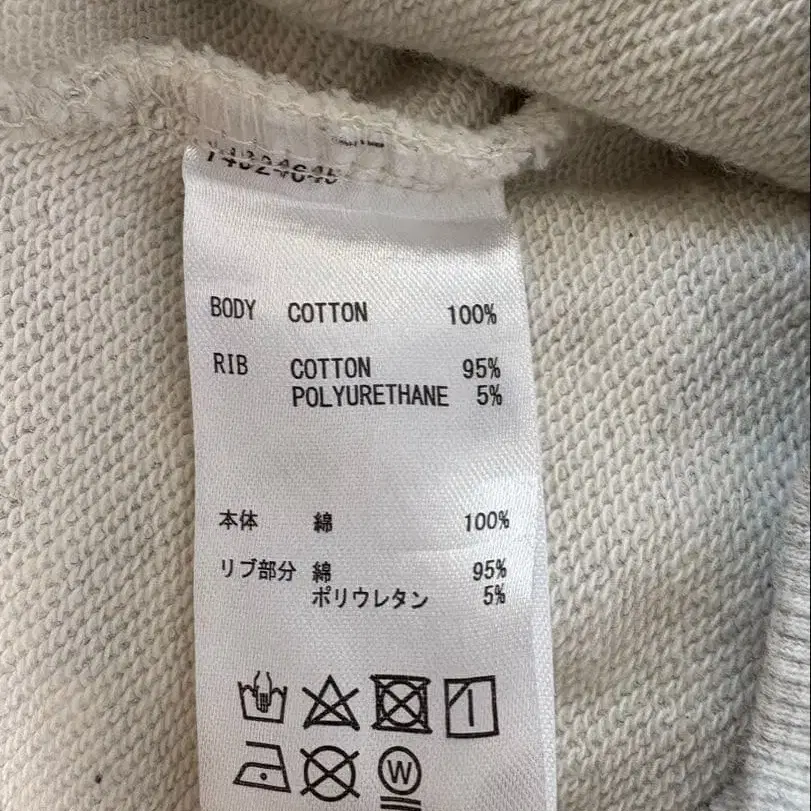 BODY COTTON 100%
RIB COTTON 95%
POLYURETHANE 5%
本体 綿 100%
リブ部分 綿 95%
ポリウレタン 5%
W